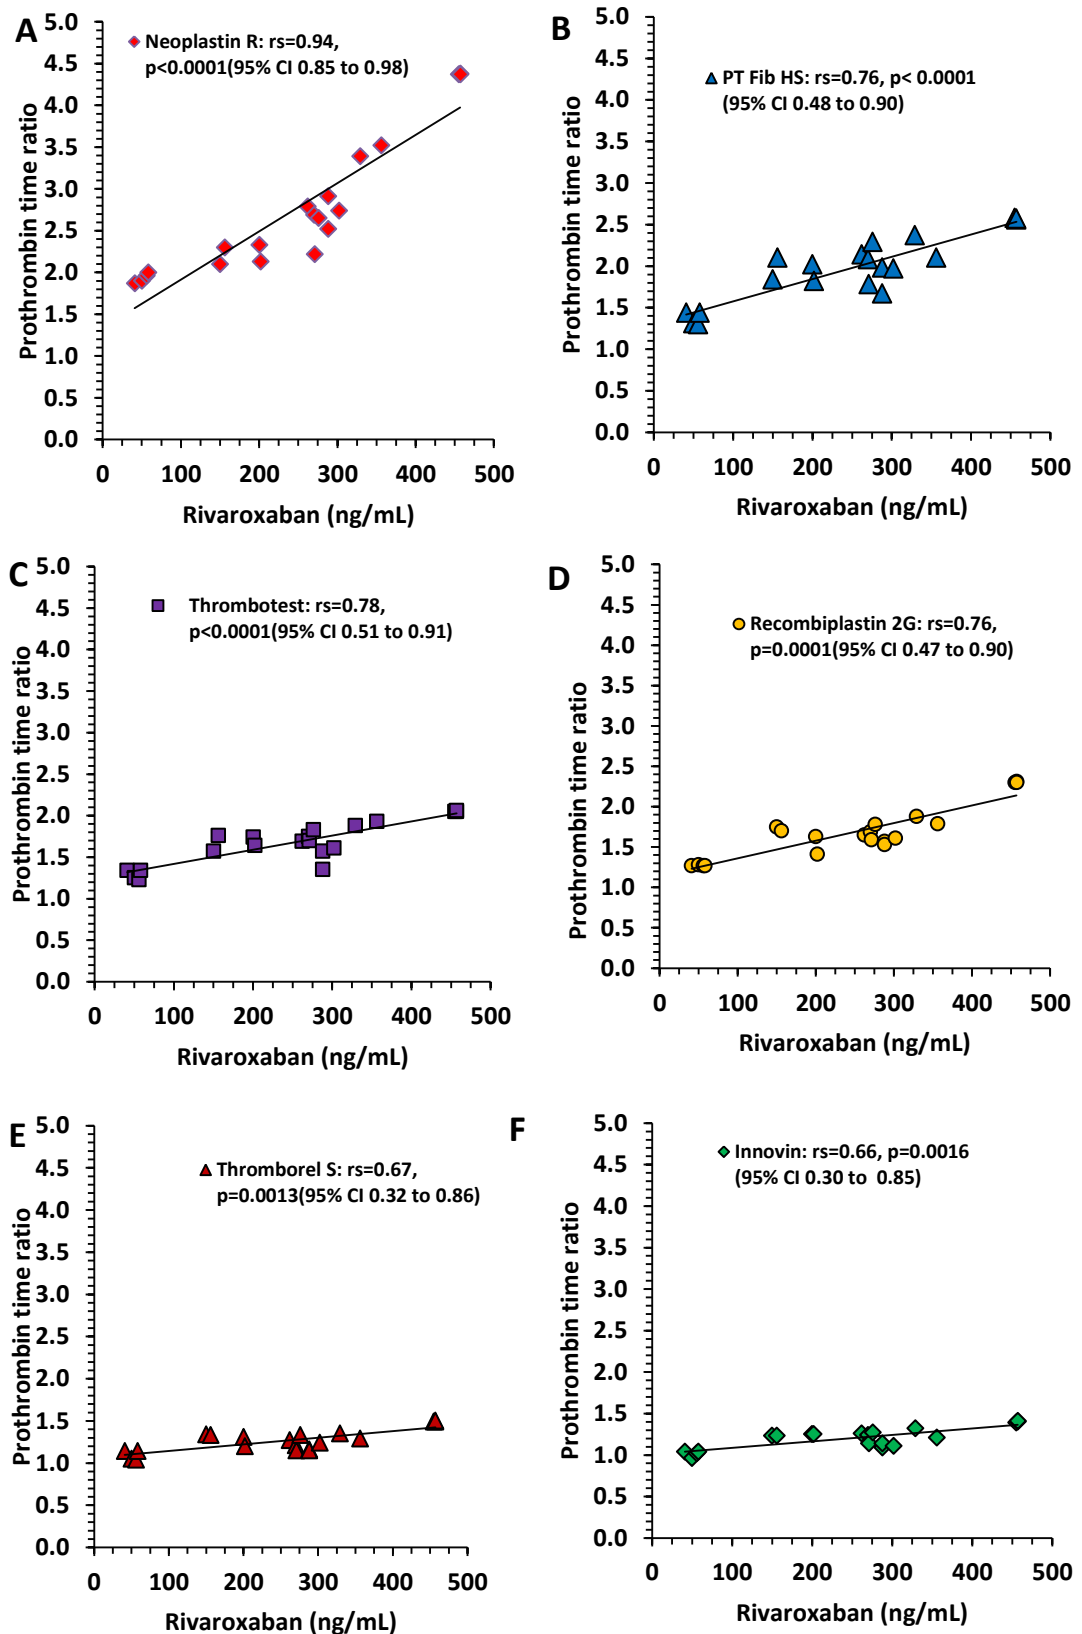 A
Neoplastin R: rs=0.94,
p<0.0001(95% CI 0.85 to 0.98)
Prothrombin time ratio
5.0
4.5
4.0
3.5
3.0
2.5
2.0
1.5
1.0
0.5
0.0
0 100 200 300 400 500
Rivaroxaban (ng/mL)
B
PT Fib HS: rs=0.76, p< 0.0001
(95% CI 0.48 to 0.90)
Prothrombin time ratio
5.0
4.5
4.0
3.5
3.0
2.5
2.0
1.5
1.0
0.5
0.0
0 100 200 300 400 500
Rivaroxaban (ng/mL)
C
Thrombotest: rs=0.78,
p<0.0001(95% CI 0.51 to 0.91)
Prothrombin time ratio
5.0
4.5
4.0
3.5
3.0
2.5
2.0
1.5
1.0
0.5
0.0
0 100 200 300 400 500
Rivaroxaban (ng/mL)
D
Recombiplastin 2G: rs=0.76,
p=0.0001(95% CI 0.47 to 0.90)
Prothrombin time ratio
5.0
4.5
4.0
3.5
3.0
2.5
2.0
1.5
1.0
0.5
0.0
0 100 200 300 400 500
Rivaroxaban (ng/mL)
E
Thromborel S: rs=0.67,
p=0.0013(95% CI 0.32 to 0.86)
Prothrombin time ratio
5.0
4.5
4.0
3.5
3.0
2.5
2.0
1.5
1.0
0.5
0.0
0 100 200 300 400 500
Rivaroxaban (ng/mL)
F
Innovin: rs=0.66, p=0.0016
(95% CI 0.30 to 0.85)
Prothrombin time ratio
5.0
4.5
4.0
3.5
3.0
2.5
2.0
1.5
1.0
0.5
0.0
0 100 200 300 400 500
Rivaroxaban (ng/mL)